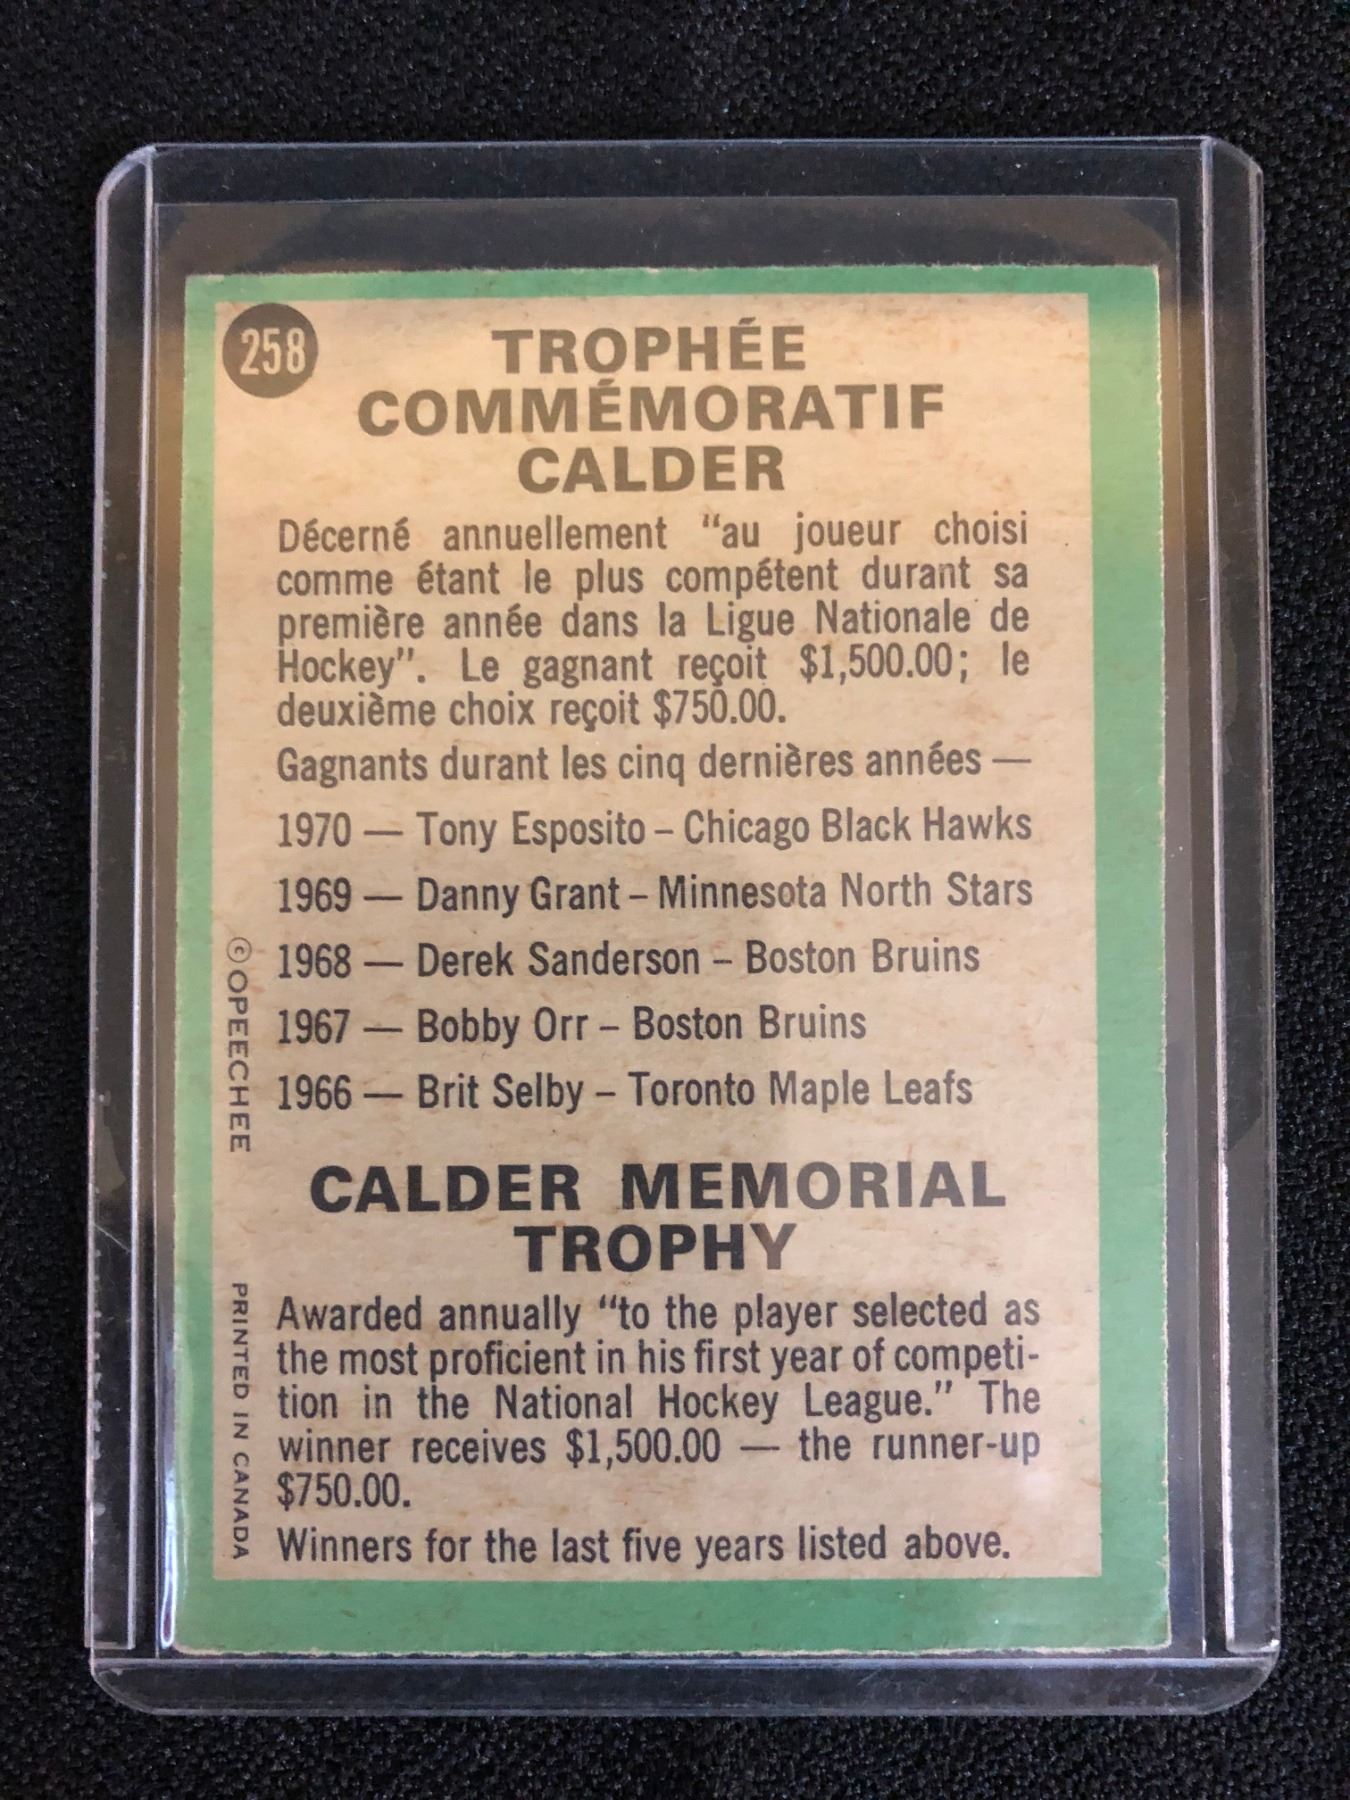 258
TROPHÉE
COMMÉMORATIF
CALDER
Décerné annuellement “au joueur choisi
comme étant le plus compétent durant sa
première année dans la Ligue Nationale de
Hockey”. Le gagnant reçoit $1,500.00; le
deuxième choix reçoit $750.00.
Gagnants durant les cinq dernières années —
1970 — Tony Esposito – Chicago Black Hawks
1969 — Danny Grant – Minnesota North Stars
1968 — Derek Sanderson – Boston Bruins
1967 — Bobby Orr – Boston Bruins
1966 — Brit Selby – Toronto Maple Leafs
CALDER MEMORIAL
TROPHY
Awarded annually “to the player selected as
the most proficient in his first year of competi-
tion in the National Hockey League.” The
winner receives $1,500.00 — the runner-up
$750.00.
Winners for the last five years listed above.
© OPEECHEE
PRINTED IN CANADA